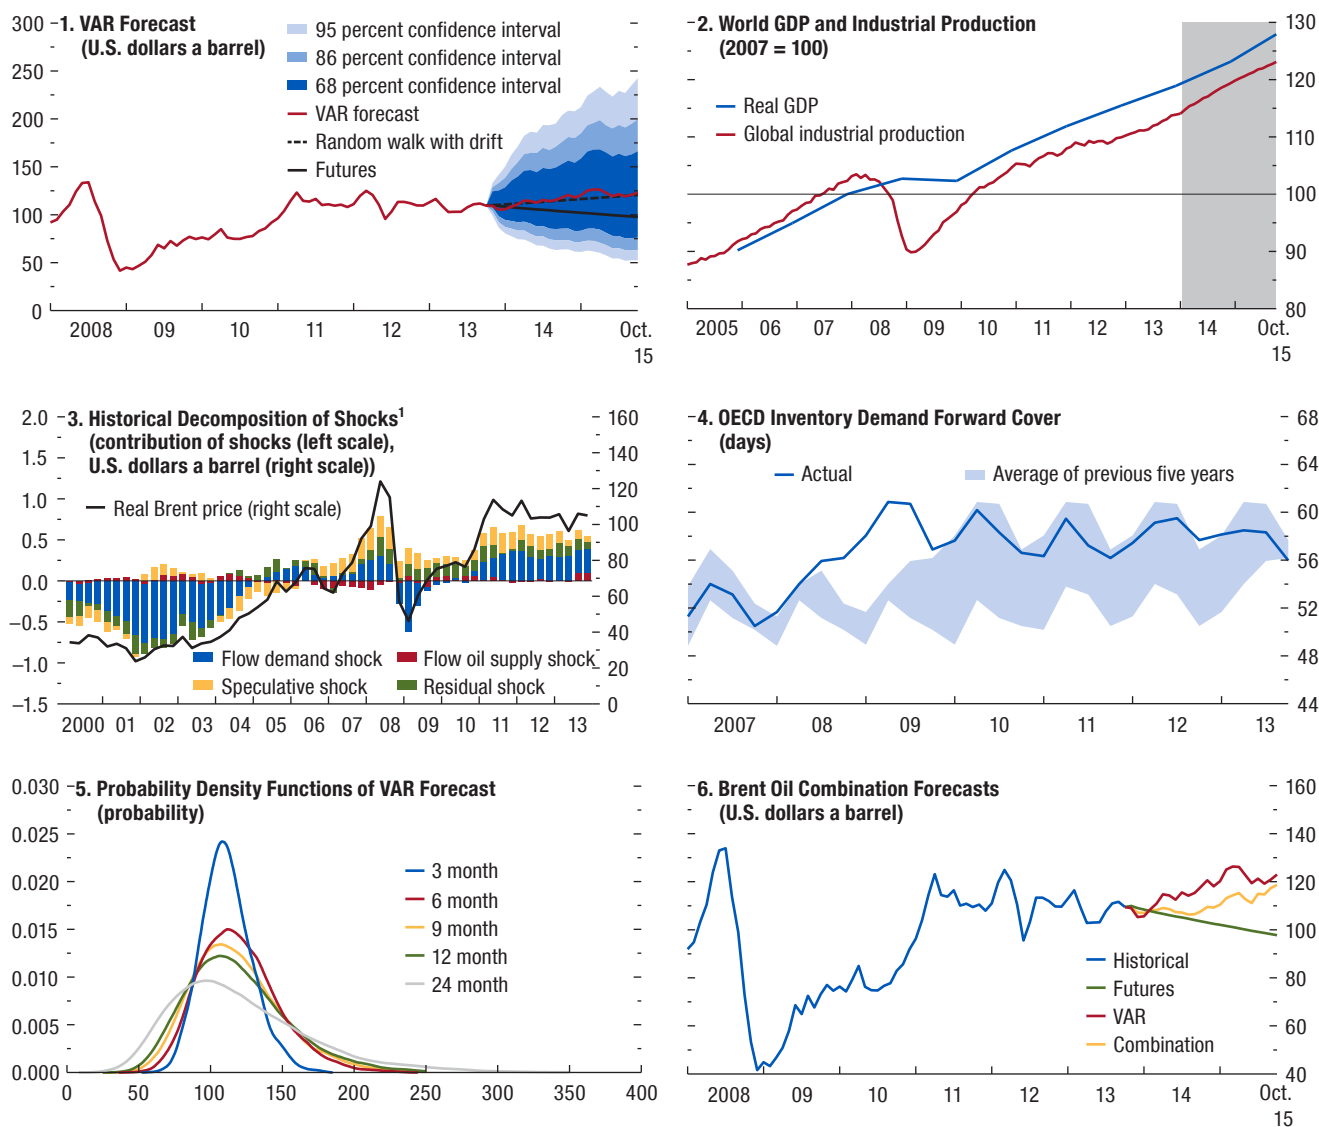 1. VAR Forecast
(U.S. dollars a barrel)
300
250
200
150
100
50
0
95 percent confidence interval
86 percent confidence interval
68 percent confidence interval
VAR forecast
Random walk with drift
Futures
2008 09 10 11 12 13 14 Oct.
15
2. World GDP and Industrial Production
(2007 = 100)
Real GDP
Global industrial production
130
120
110
100
90
80
2005 06 07 08 09 10 11 12 13 14 Oct.
15
3. Historical Decomposition of Shocks1
(contribution of shocks (left scale),
U.S. dollars a barrel (right scale))
2.0
1.5
1.0
0.5
0.0
–0.5
–1.0
–1.5
Real Brent price (right scale)
Flow demand shock
Flow oil supply shock
Speculative shock
Residual shock
160
140
120
100
80
60
40
20
0
2000 01 02 03 04 05 06 07 08 09 10 11 12 13
4. OECD Inventory Demand Forward Cover
(days)
Actual
Average of previous five years
68
64
60
56
52
48
44
2007 08 09 10 11 12 13
5. Probability Density Functions of VAR Forecast
(probability)
0.030
0.025
0.020
0.015
0.010
0.005
0.000
3 month
6 month
9 month
12 month
24 month
0 50 100 150 200 250 300 350 400
6. Brent Oil Combination Forecasts
(U.S. dollars a barrel)
160
140
120
100
80
60
40
Historical
Futures
VAR
Combination
2008 09 10 11 12 13 14 Oct.
15